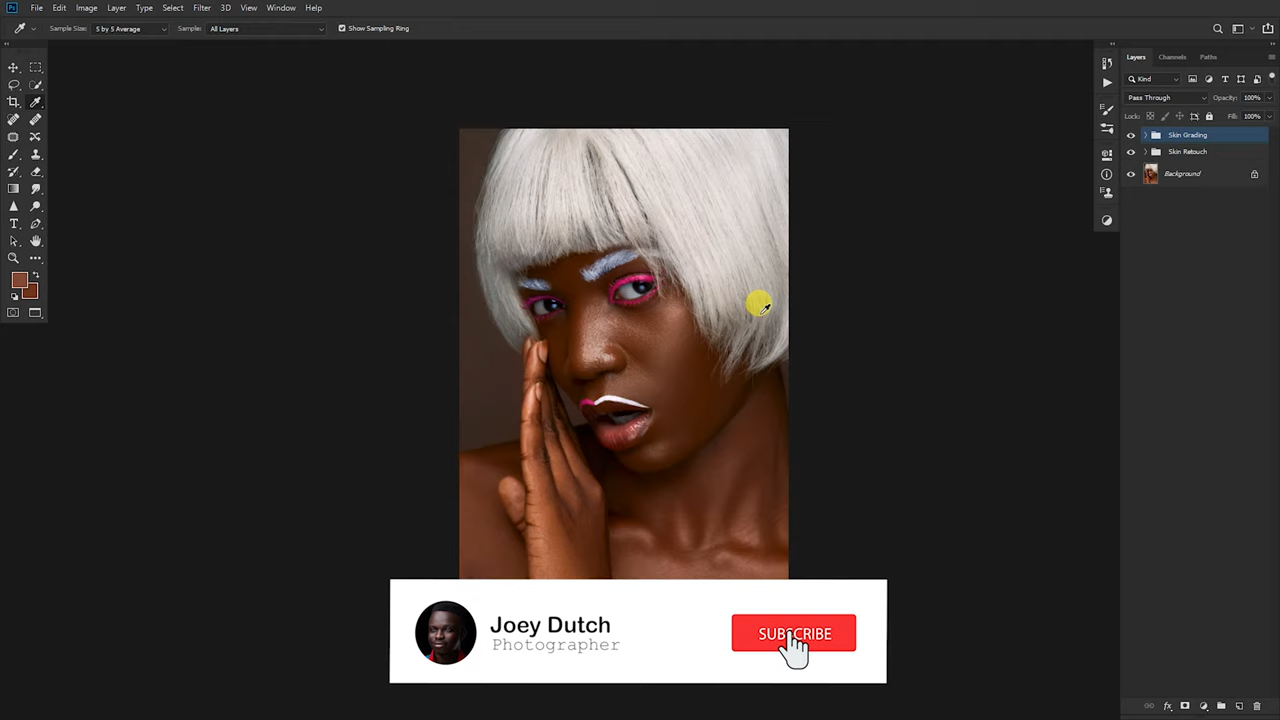 Ps File Edit Image Layer Type Select Filter 3D View Window Help
Sample Size: 5 by 5 Average Sample: All Layers Show Sampling Ring
Layers Channels Paths
Kind
Pass Through Opacity: 100%
Lock: Fill: 100%
Skin Grading
Skin Retouch
Background
Joey Dutch
Photographer
SUBSCRIBE